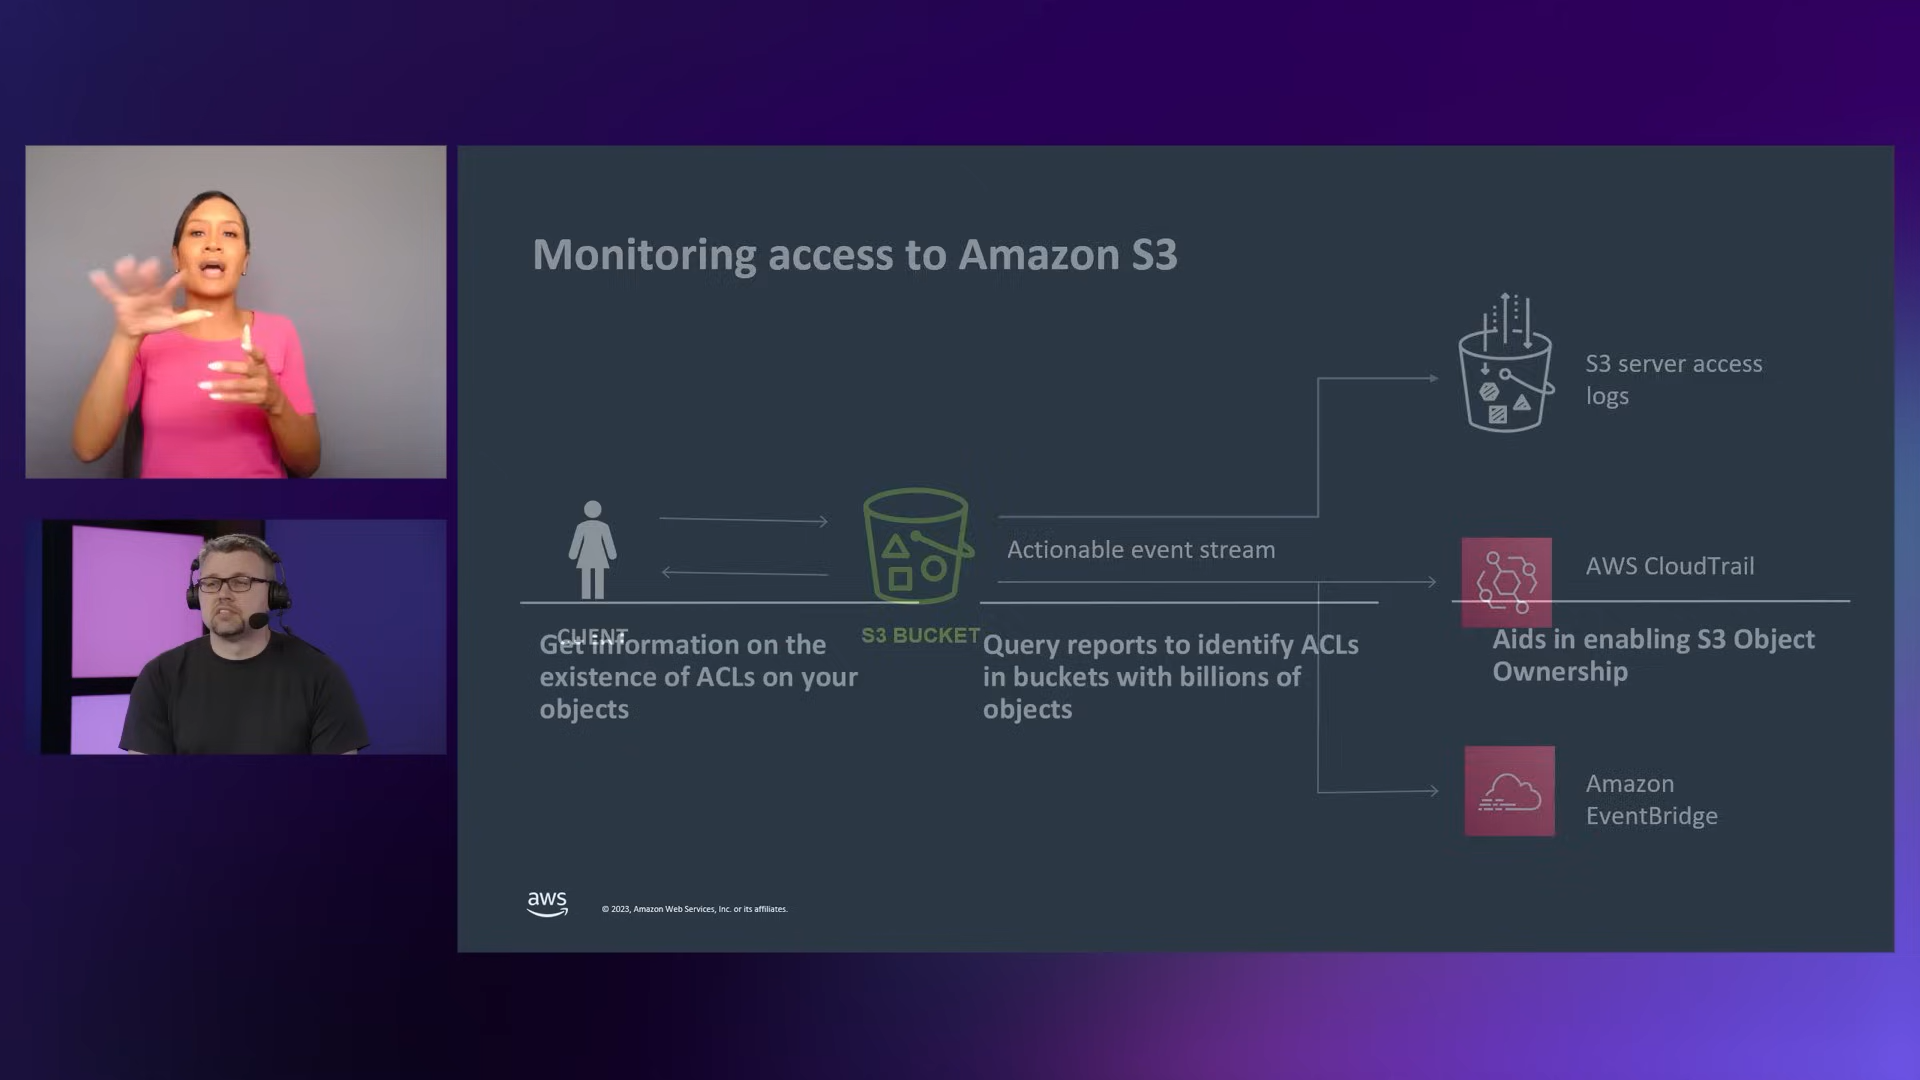 Monitoring access to Amazon S3
S3 server access
logs
Actionable event stream
AWS CloudTrail
CLIENT
S3 BUCKET
Get information on the
existence of ACLs on your
objects
Query reports to identify ACLs
in buckets with billions of
objects
Aids in enabling S3 Object
Ownership
Amazon
EventBridge
aws
© 2023, Amazon Web Services, Inc. or its affiliates.